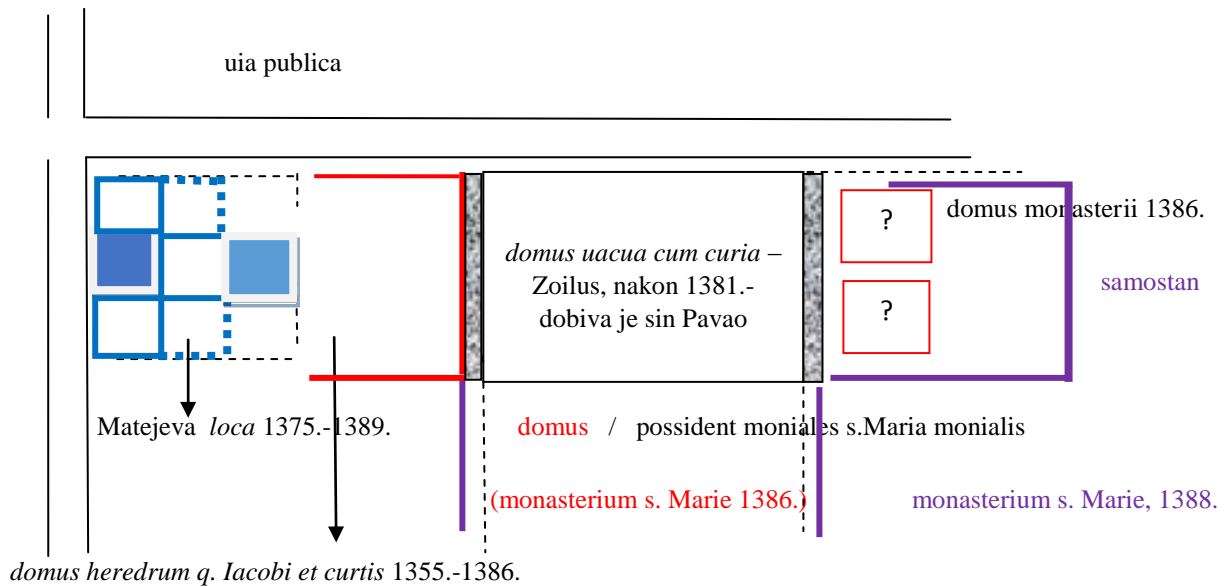 uia publica
domus monasterii 1386.
?
domus uacua cum curia –
Zoilus, nakon 1381.-
dobiva je sin Pavao
samostan
?
Matejeva loca 1375.-1389.
domus / possident moniales s.Maria monialis
(monasterium s. Marie 1386.)
monasterium s. Marie, 1388.
domus heredrum q. Iacobi et curtis 1355.-1386.